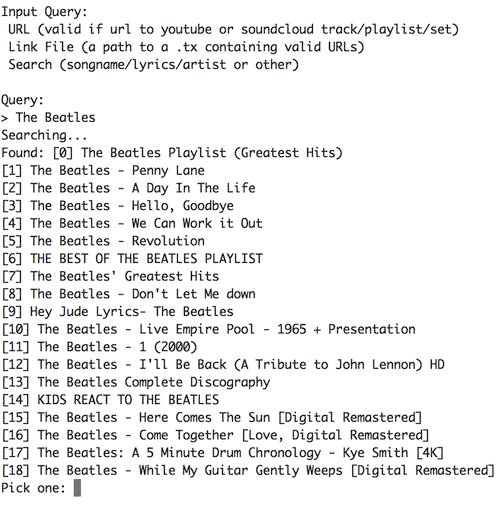 Input Query:
URL (valid if url to youtube or soundcloud track/playlist/set)
Link File (a path to a .tx containing valid URLs)
Search (songname/lyrics/artist or other)
Query:
> The Beatles
Searching...
Found: [0] The Beatles Playlist (Greatest Hits)
[1] The Beatles - Penny Lane
[2] The Beatles - A Day In The Life
[3] The Beatles - Hello, Goodbye
[4] The Beatles - We Can Work it Out
[5] The Beatles - Revolution
[6] THE BEST OF THE BEATLES PLAYLIST
[7] The Beatles' Greatest Hits
[8] The Beatles - Don't Let Me down
[9] Hey Jude Lyrics- The Beatles
[10] The Beatles - Live Empire Pool - 1965 + Presentation
[11] The Beatles - 1 (2000)
[12] The Beatles - I'll Be Back (A Tribute to John Lennon) HD
[13] The Beatles Complete Discography
[14] KIDS REACT TO THE BEATLES
[15] The Beatles - Here Comes The Sun [Digital Remastered]
[16] The Beatles - Come Together [Love, Digital Remastered]
[17] The Beatles: A 5 Minute Drum Chronology - Kye Smith [4K]
[18] The Beatles - While My Guitar Gently Weeps [Digital Remastered]
Pick one: